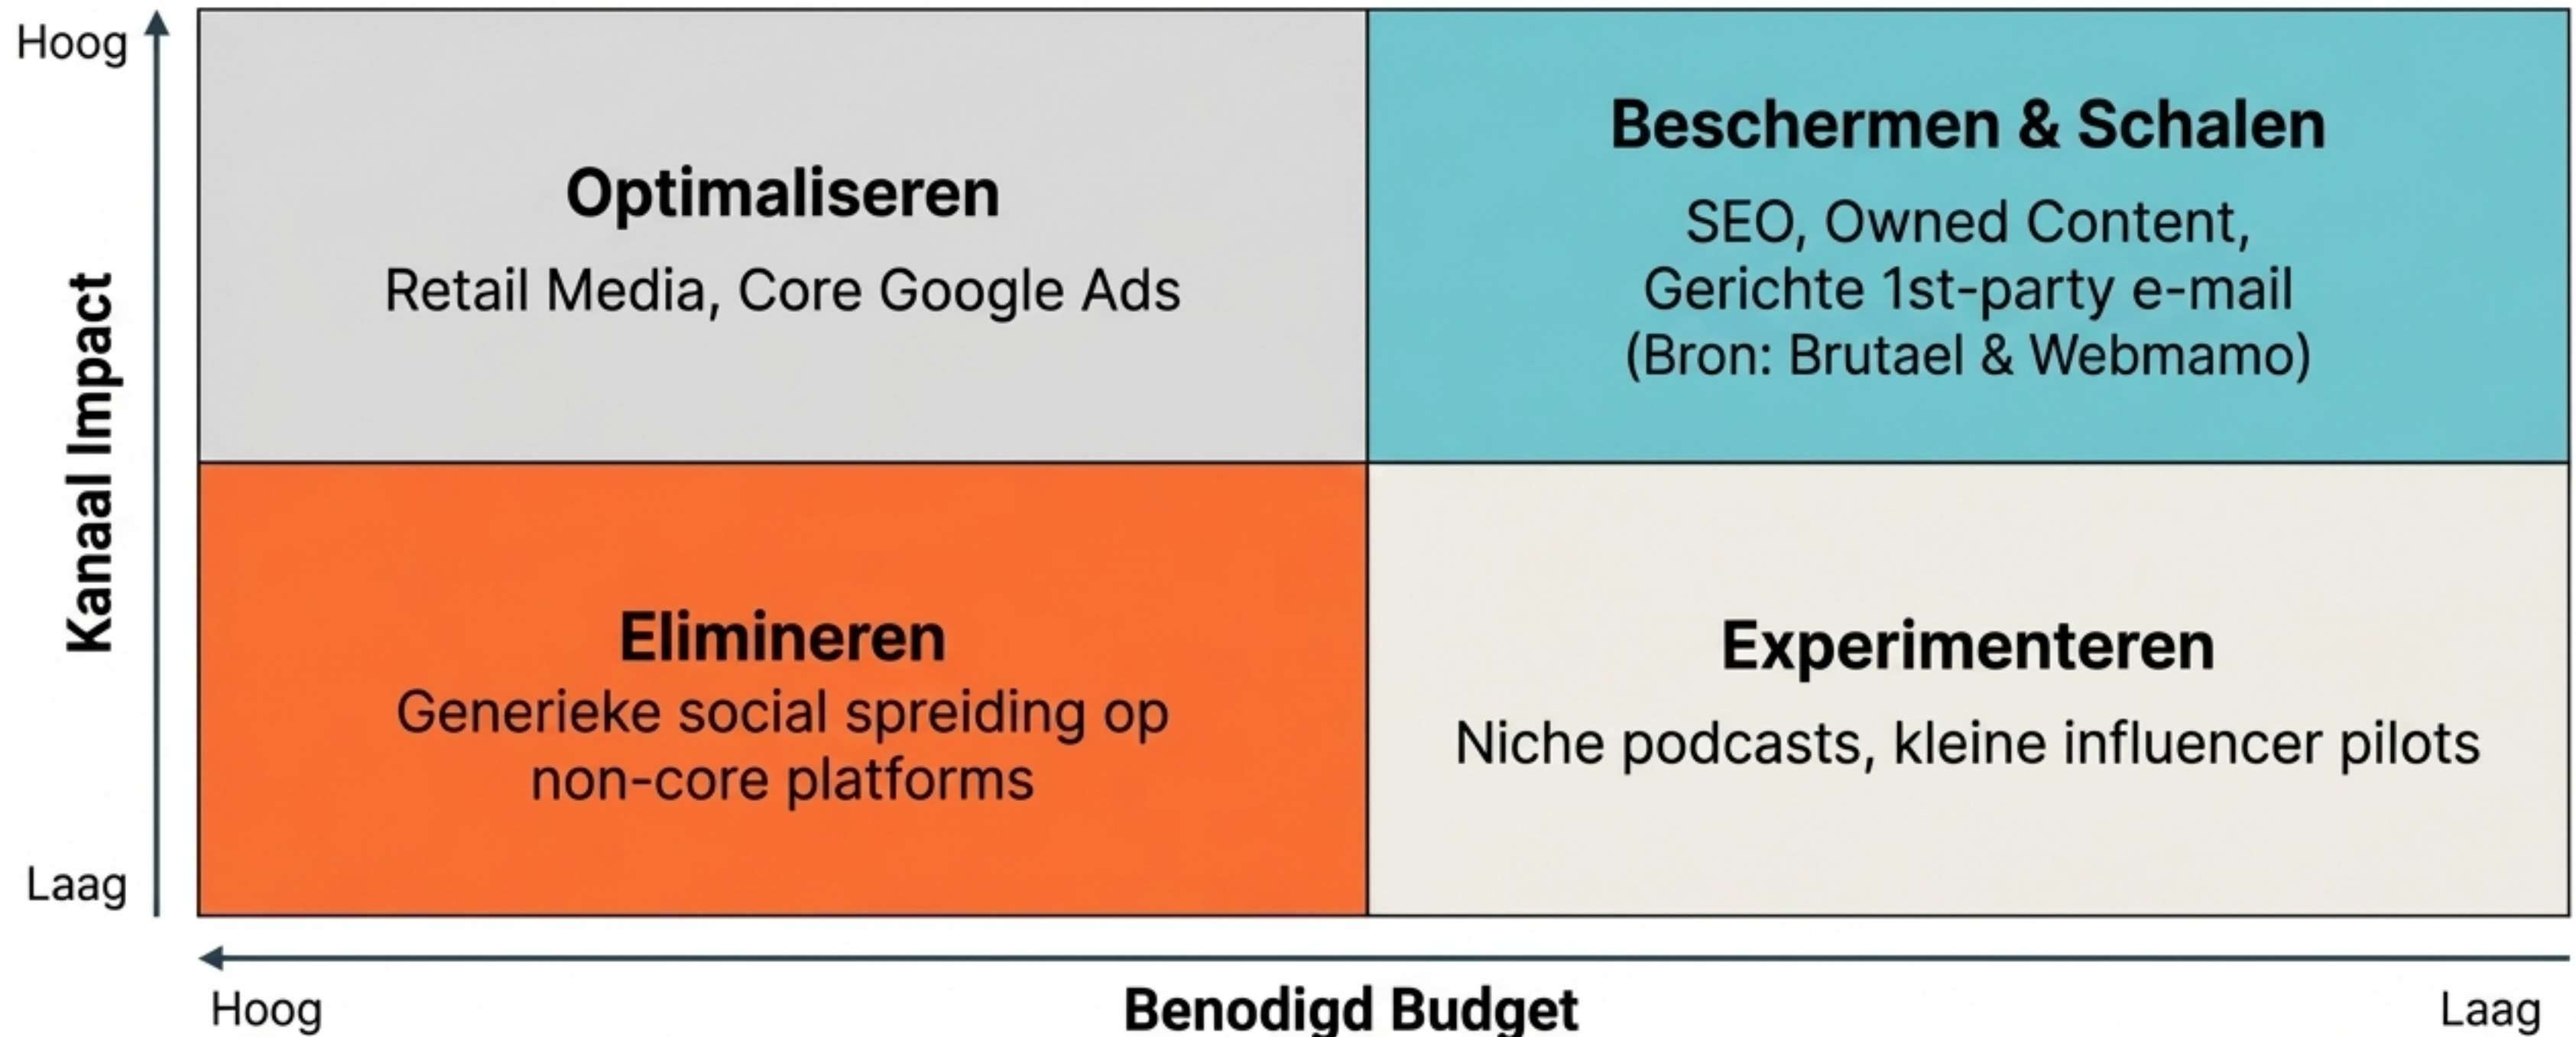 Hoog
Kanaal Impact
Laag
Optimaliseren
Retail Media, Core Google Ads
Beschermen & Schalen
SEO, Owned Content,
Gerichte 1st-party e-mail
(Bron: Brutael & Webmamo)
Elimineren
Generieke social spreiding op
non-core platforms
Experimenteren
Niche podcasts, kleine influencer pilots
Hoog
Benodigd Budget
Laag